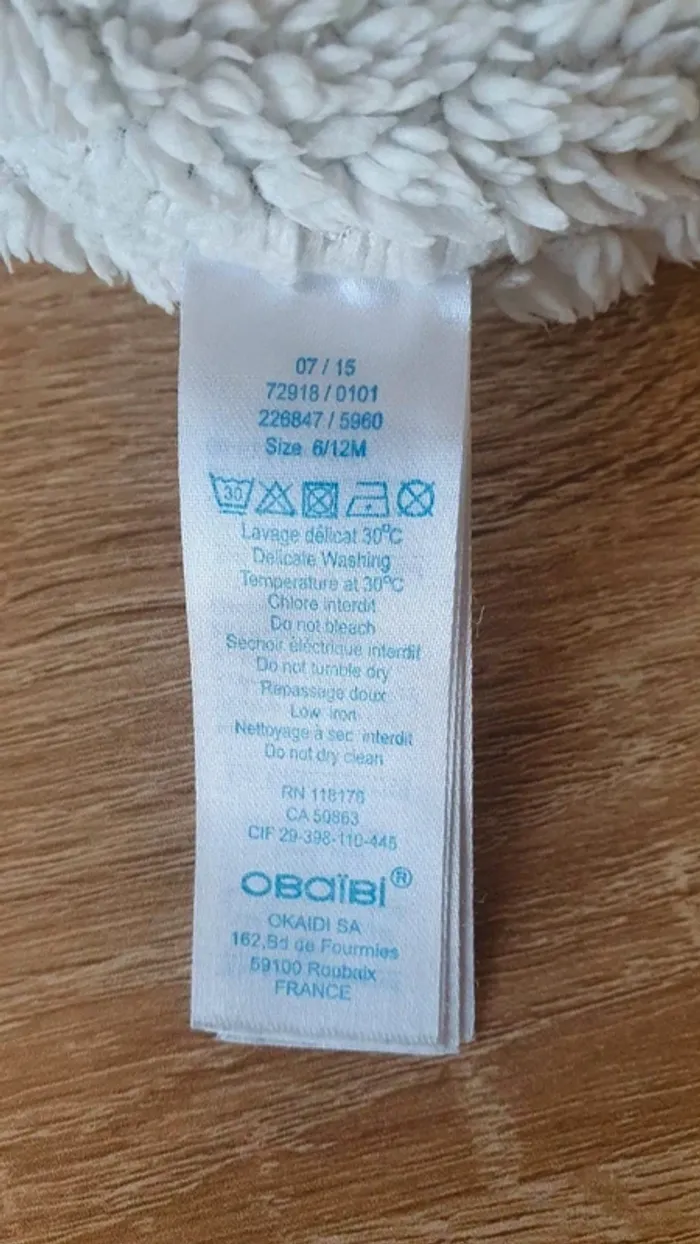 07 / 15
72918 / 0101
226847 / 5960
Size 6/12M
30
Lavage délicat 30°C
Delicate Washing
Temperature at 30°C
Chlore interdit
Do not bleach
Sechoir éléctrique interdit
Do not tumble dry
Repassage doux
Low iron
Nettoyage à sec interdit
Do not dry clean
RN 118176
CA 50863
CIF 29-398-110-445
OBaïBi®
OKAIDI SA
162,Bd de Fourmies
59100 Roubaix
FRANCE